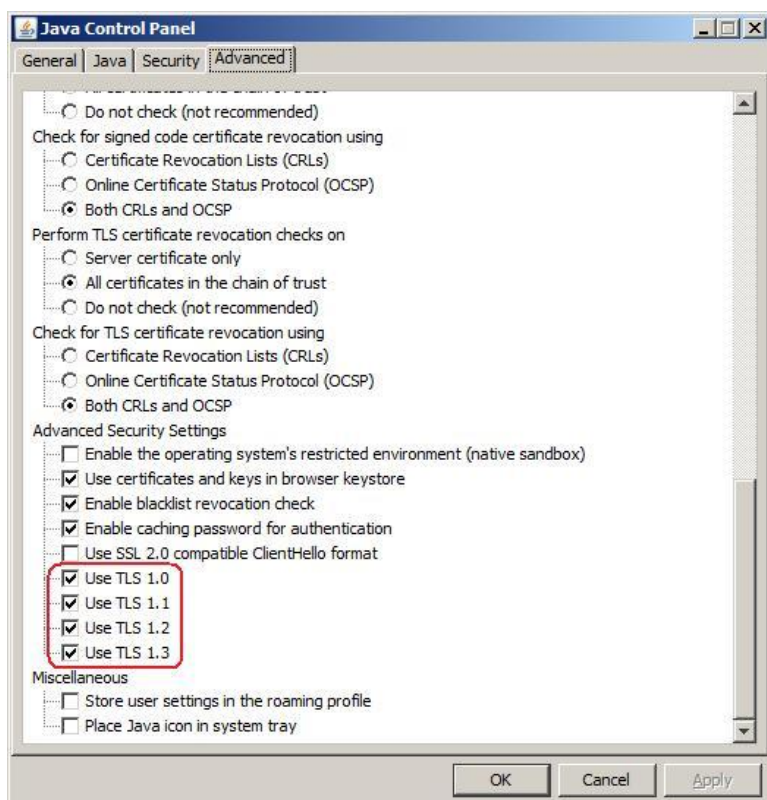 Java Control Panel
General Java Security Advanced
All certificates in the chain of trust
Do not check (not recommended)
Check for signed code certificate revocation using
Certificate Revocation Lists (CRLs)
Online Certificate Status Protocol (OCSP)
Both CRLs and OCSP
Perform TLS certificate revocation checks on
Server certificate only
All certificates in the chain of trust
Do not check (not recommended)
Check for TLS certificate revocation using
Certificate Revocation Lists (CRLs)
Online Certificate Status Protocol (OCSP)
Both CRLs and OCSP
Advanced Security Settings
Enable the operating system's restricted environment (native sandbox)
Use certificates and keys in browser keystore
Enable blacklist revocation check
Enable caching password for authentication
Use SSL 2.0 compatible ClientHello format
Use TLS 1.0
Use TLS 1.1
Use TLS 1.2
Use TLS 1.3
Miscellaneous
Store user settings in the roaming profile
Place Java icon in system tray
OK Cancel Apply